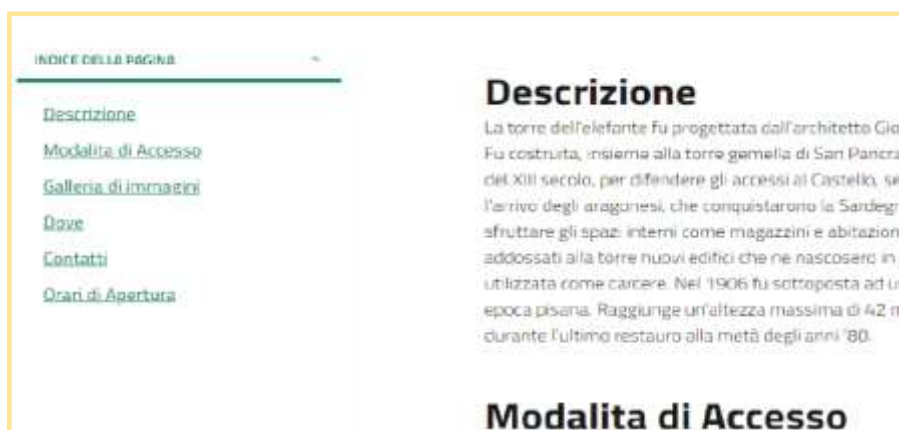 INDICE DELLA PAGINA
Descrizione
Modalita di Accesso
Galleria di immagini
Dove
Contatti
Orari di Apertura
Descrizione
La torre dell'elefante fu progettata dall'architetto Gio
Fu costruita, insieme alla torre gemella di San Pancra
del XIII secolo, per difendere gli accessi al Castello, se
l'arrivo degli aragonesi, che conquistarono la Sardegn
sfruttare gli spazi interni come magazzini e abitazion
addossati alla torre nuovi edifici che ne nascosero in
utilizzata come carcere. Nel 1906 fu sottoposta ad u
epoca pisana. Raggiunge un'altezza massima di 42 m
durante l'ultimo restauro alla metà degli anni '80.
Modalita di Accesso